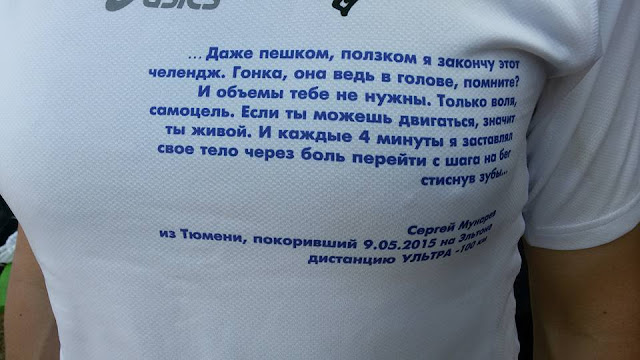 asics
...Даже пешком, ползком я закончу этот
челендж. Гонка, она ведь в голове, помните?
И объемы тебе не нужны. Только воля,
самоцель. Если ты можешь двигаться, значит
ты живой. И каждые 4 минуты я заставлял
свое тело через боль перейти с шага на бег
стиснув зубы...
Сергей Мунарев
из Тюмени, покоривший 9.05.2015 на Эльтоне
дистанцию УЛЬТРА -100 км